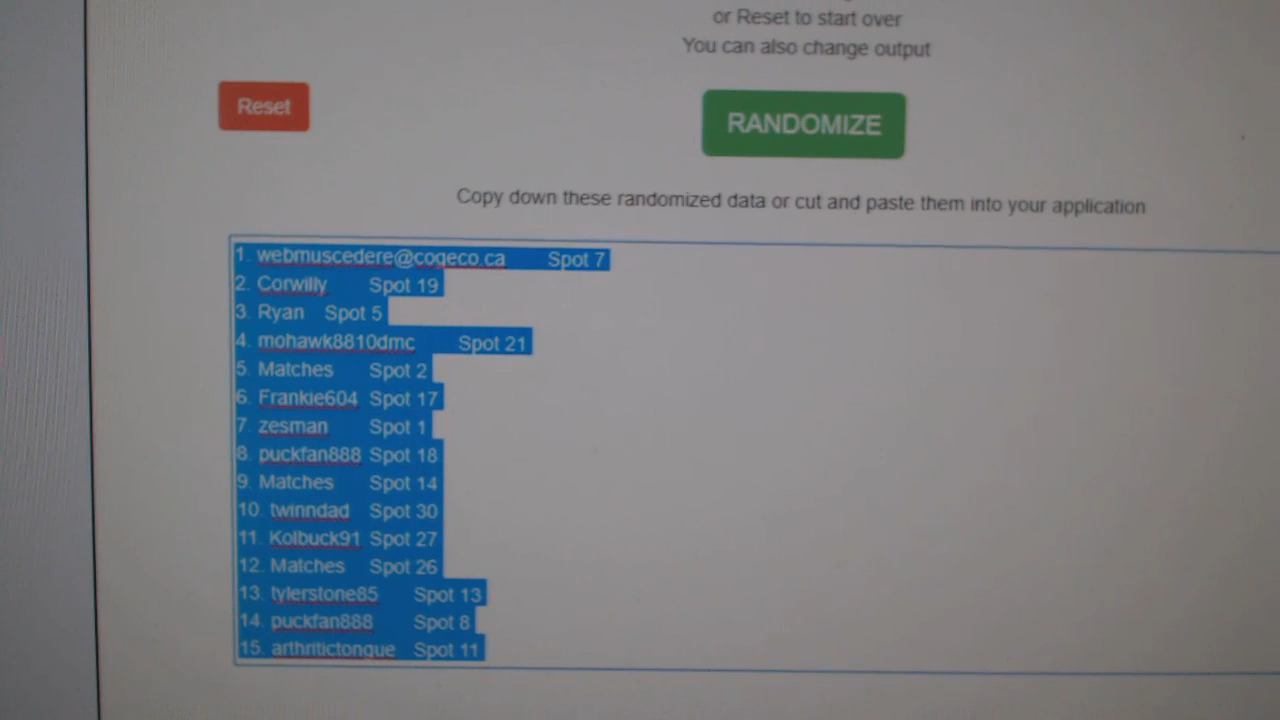 or Reset to start over
You can also change output
Reset
RANDOMIZE
Copy down these randomized data or cut and paste them into your application
1. webmuscedere@cogeco.ca Spot 7
2. Corwilly Spot 19
3. Ryan Spot 5
4. mohawk8810dmc Spot 21
5. Matches Spot 2
6. Frankie604 Spot 17
7. zesman Spot 1
8. puckfan888 Spot 18
9. Matches Spot 14
10. twinndad Spot 30
11. Kolbuck91 Spot 27
12. Matches Spot 26
13. tylerstone85 Spot 13
14. puckfan888 Spot 8
15. arthritictongue Spot 11